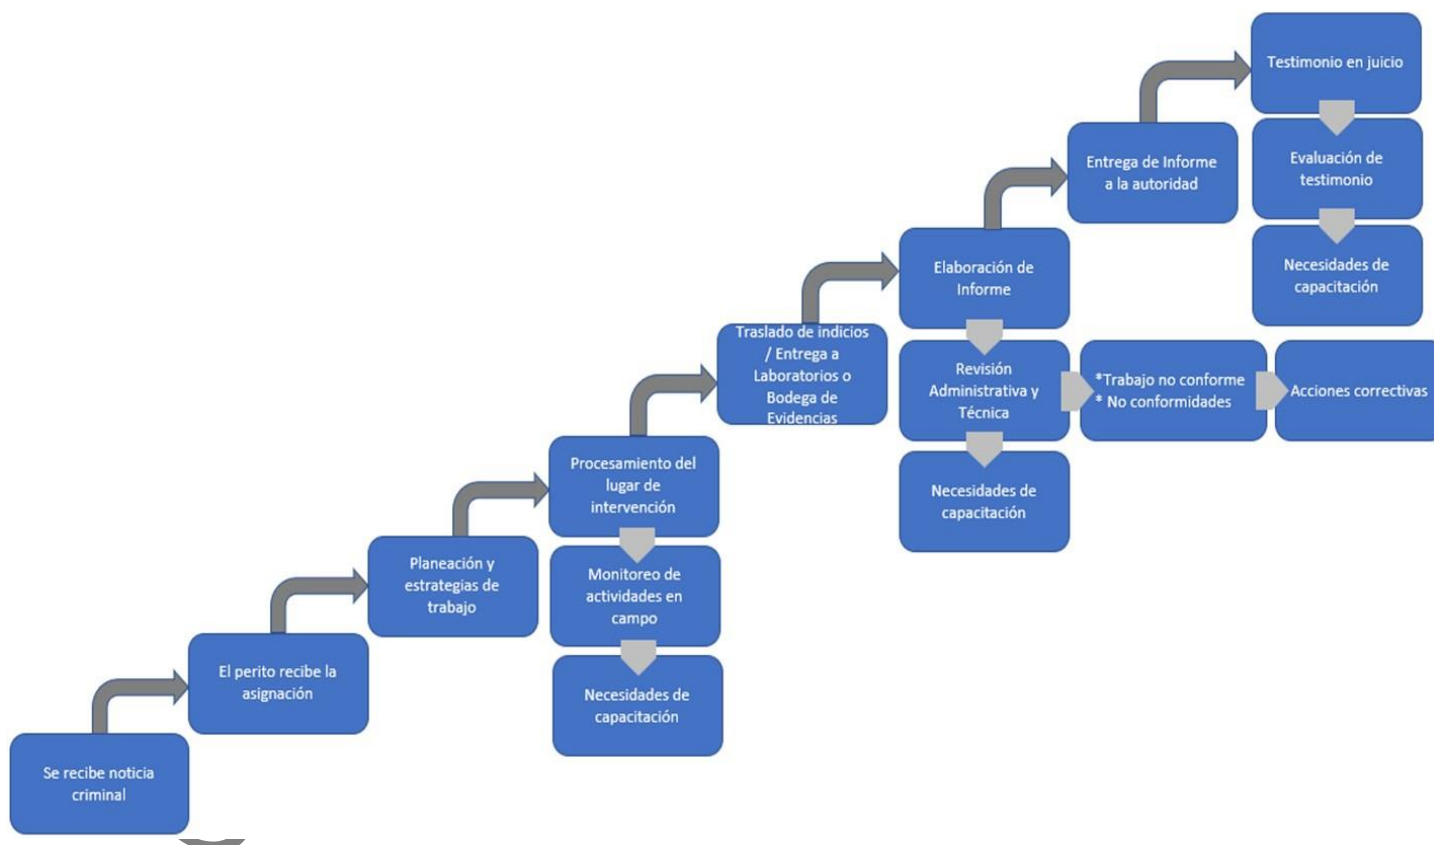 Testimonio en juicio
Evaluación de
testimonio
Necesidades de
capacitación
Entrega de Informe
a la autoridad
Elaboración de
Informe
Revisión
Administrativa y
Técnica
*Trabajo no conforme
* No conformidades
Acciones correctivas
Necesidades de
capacitación
Traslado de indicios
/ Entrega a
Laboratorios o
Bodega de
Evidencias
Procesamiento del
lugar de
intervención
Monitoreo de
actividades en
campo
Necesidades de
capacitación
Planeación y
estrategias de
trabajo
El perito recibe la
asignación
Se recibe noticia
criminal